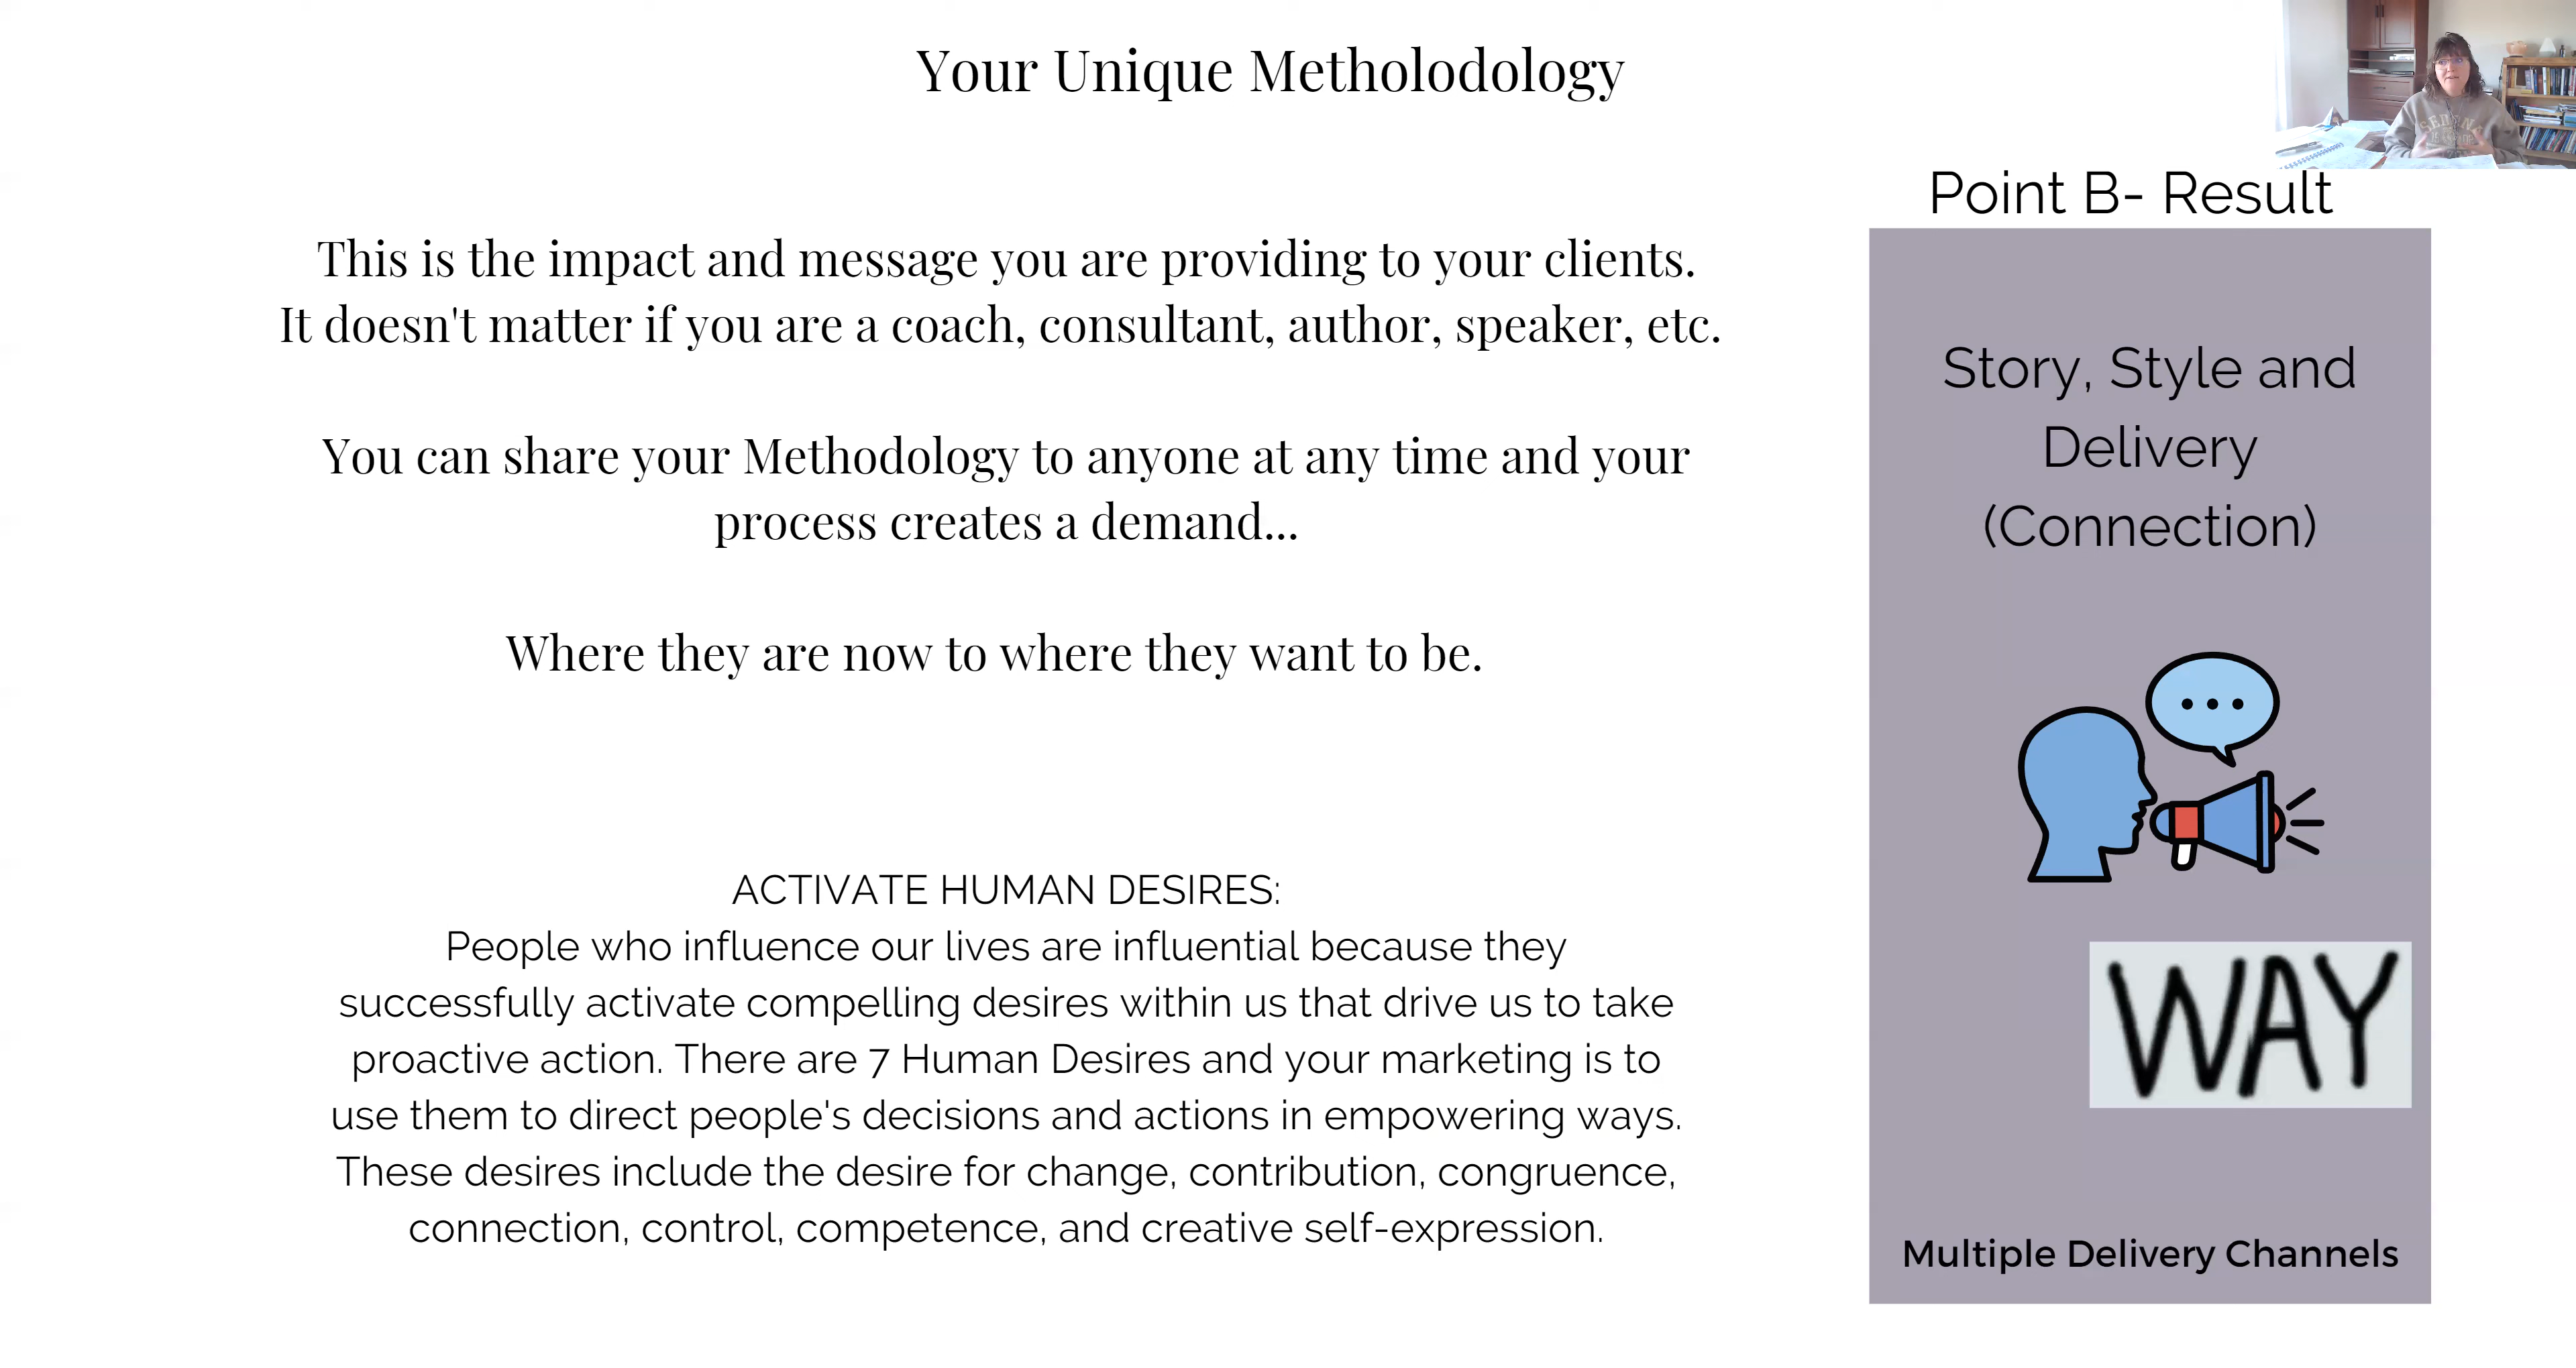 Your Unique Metholodology
This is the impact and message you are providing to your clients.
It doesn't matter if you are a coach, consultant, author, speaker, etc.
You can share your Methodology to anyone at any time and your
process creates a demand...
Where they are now to where they want to be.
ACTIVATE HUMAN DESIRES:
People who influence our lives are influential because they
successfully activate compelling desires within us that drive us to take
proactive action. There are 7 Human Desires and your marketing is to
use them to direct people's decisions and actions in empowering ways.
These desires include the desire for change, contribution, congruence,
connection, control, competence, and creative self-expression.
Point B- Result
Story, Style and
Delivery
(Connection)
WAY
Multiple Delivery Channels